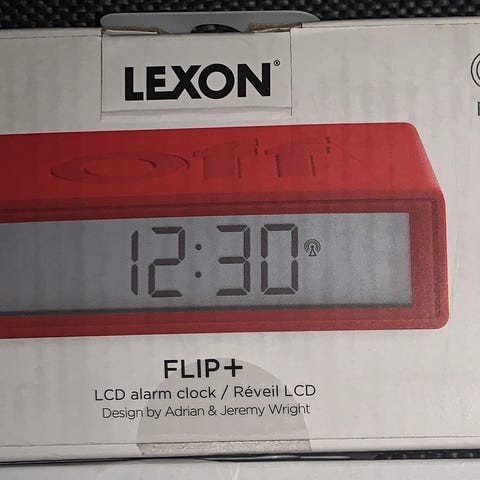 LEXON®
Off
12:30
FLIP+
LCD alarm clock / Réveil LCD
Design by Adrian & Jeremy Wright